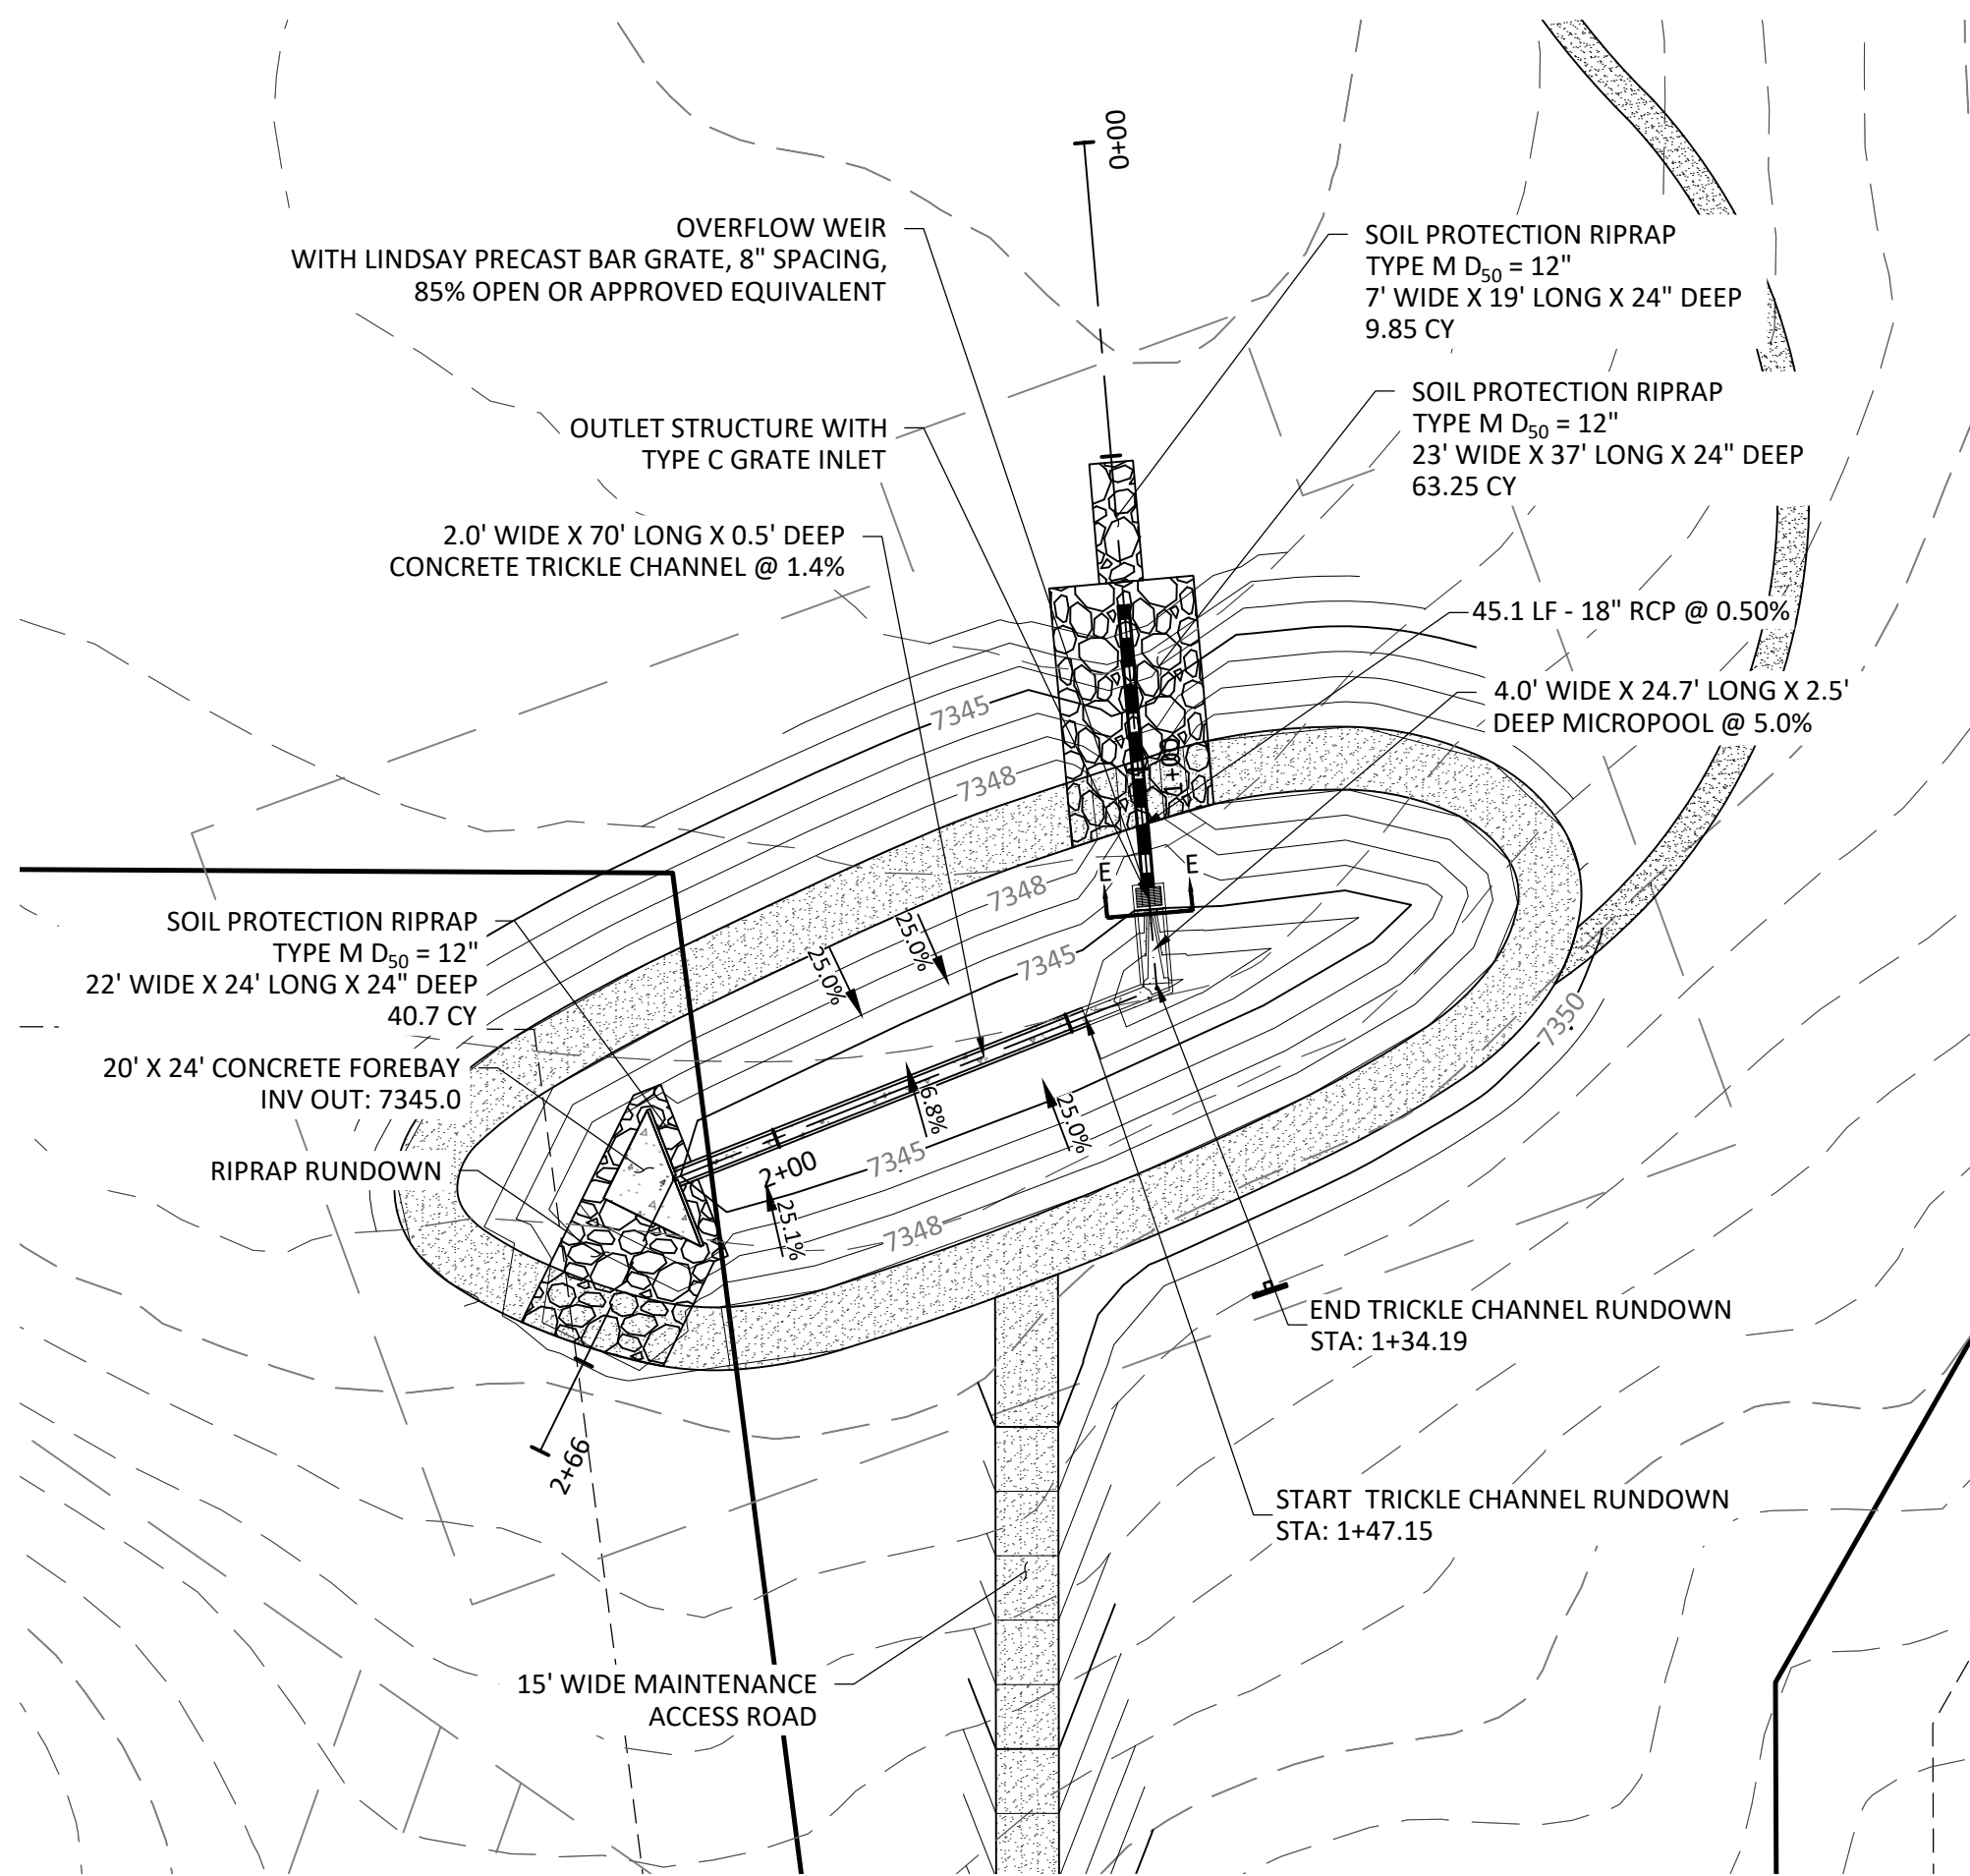 0+00
OVERFLOW WEIR
WITH LINDSAY PRECAST BAR GRATE, 8" SPACING,
85% OPEN OR APPROVED EQUIVALENT
SOIL PROTECTION RIPRAP
TYPE M D50 = 12"
7' WIDE X 19' LONG X 24" DEEP
9.85 CY
SOIL PROTECTION RIPRAP
TYPE M D50 = 12"
23' WIDE X 37' LONG X 24" DEEP
63.25 CY
OUTLET STRUCTURE WITH
TYPE C GRATE INLET
2.0' WIDE X 70' LONG X 0.5' DEEP
CONCRETE TRICKLE CHANNEL @ 1.4%
45.1 LF - 18" RCP @ 0.50%
4.0' WIDE X 24.7' LONG X 2.5'
DEEP MICROPOOL @ 5.0%
7345
7348
1+00
E
E
7348
7345
25.0%
25.0%
SOIL PROTECTION RIPRAP
TYPE M D50 = 12"
22' WIDE X 24' LONG X 24" DEEP
40.7 CY
7350
20' X 24' CONCRETE FOREBAY
INV OUT: 7345.0
6.8%
25.0%
RIPRAP RUNDOWN
2+00
7345
25.1%
7348
END TRICKLE CHANNEL RUNDOWN
STA: 1+34.19
2+66
START TRICKLE CHANNEL RUNDOWN
STA: 1+47.15
15' WIDE MAINTENANCE
ACCESS ROAD